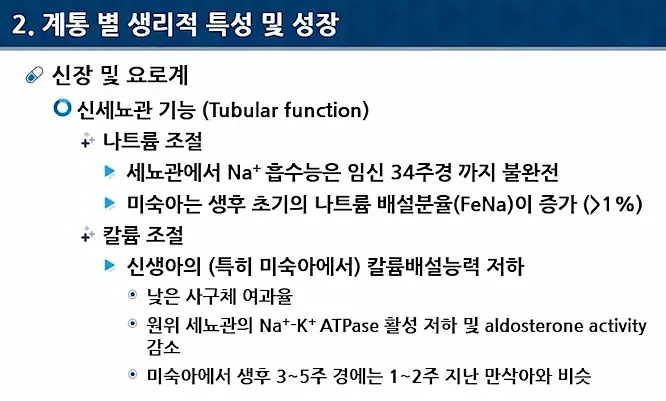 2. 계통 별 생리적 특성 및 성장
신장 및 요로계
신세뇨관 기능 (Tubular function)
나트륨 조절
세뇨관에서 Na⁺ 흡수능은 임신 34주경 까지 불완전
미숙아는 생후 초기의 나트륨 배설분율(FeNa)이 증가 (>1%)
칼륨 조절
신생아의 (특히 미숙아에서) 칼륨배설능력 저하
낮은 사구체 여과율
원위 세뇨관의 Na⁺-K⁺ ATPase 활성 저하 및 aldosterone activity
감소
미숙아에서 생후 3~5주 경에는 1~2주 지난 만삭아와 비슷